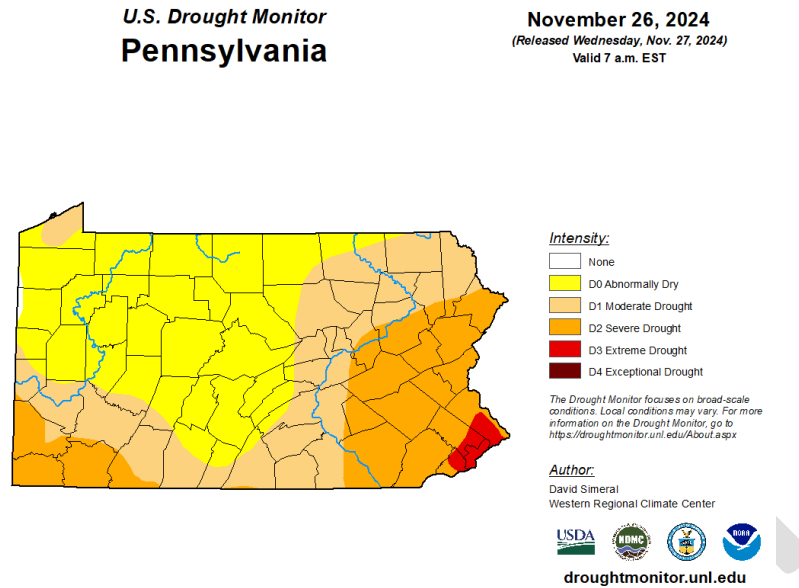 U.S. Drought Monitor
Pennsylvania
November 26, 2024
(Released Wednesday, Nov. 27, 2024)
Valid 7 a.m. EST
Intensity:
None
D0 Abnormally Dry
D1 Moderate Drought
D2 Severe Drought
D3 Extreme Drought
D4 Exceptional Drought
The Drought Monitor focuses on broad-scale
conditions. Local conditions may vary. For more
information on the Drought Monitor, go to
https://droughtmonitor.unl.edu/About.aspx
Author:
David Simeral
Western Regional Climate Center
USDA
NDMC
NOAA
droughtmonitor.unl.edu